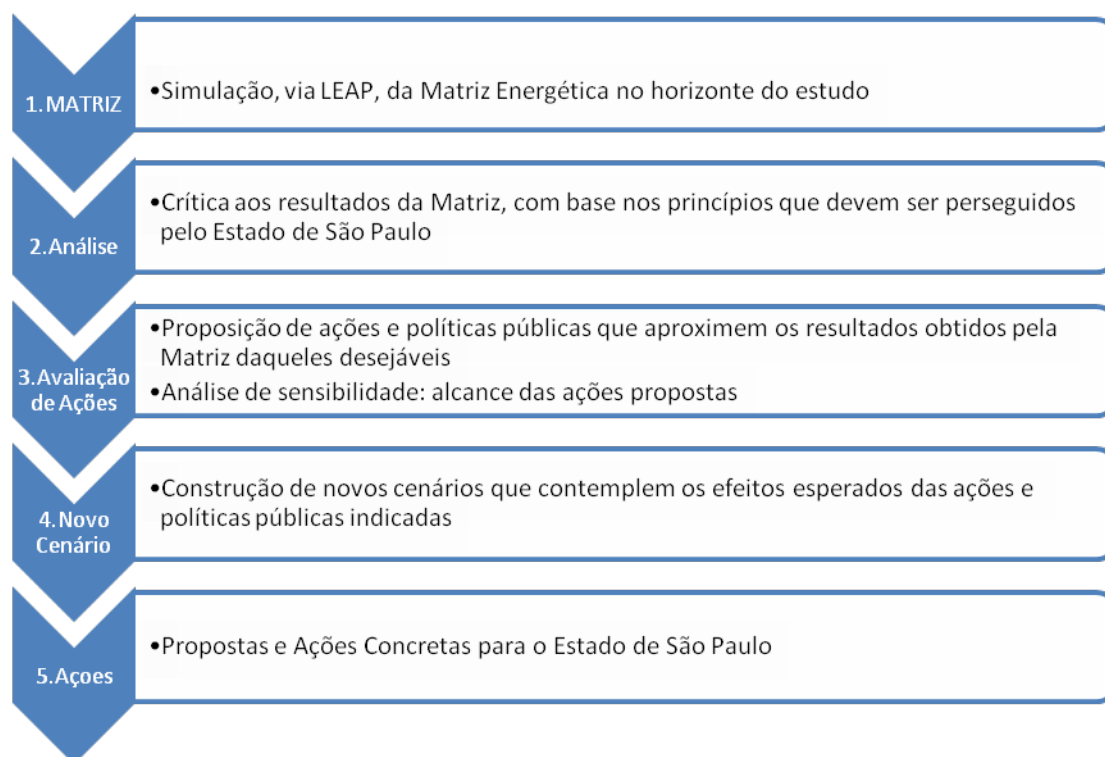 1.MATRIZ
•Simulação, via LEAP, da Matriz Energética no horizonte do estudo
2.Análise
•Crítica aos resultados da Matriz, com base nos princípios que devem ser perseguidos
pelo Estado de São Paulo
3.Avaliação
de Ações
•Proposição de ações e políticas públicas que aproximem os resultados obtidos pela
Matriz daqueles desejáveis
•Análise de sensibilidade: alcance das ações propostas
4.Novo
Cenário
•Construção de novos cenários que contemplem os efeitos esperados das ações e
políticas públicas indicadas
5.Açoes
•Propostas e Ações Concretas para o Estado de São Paulo